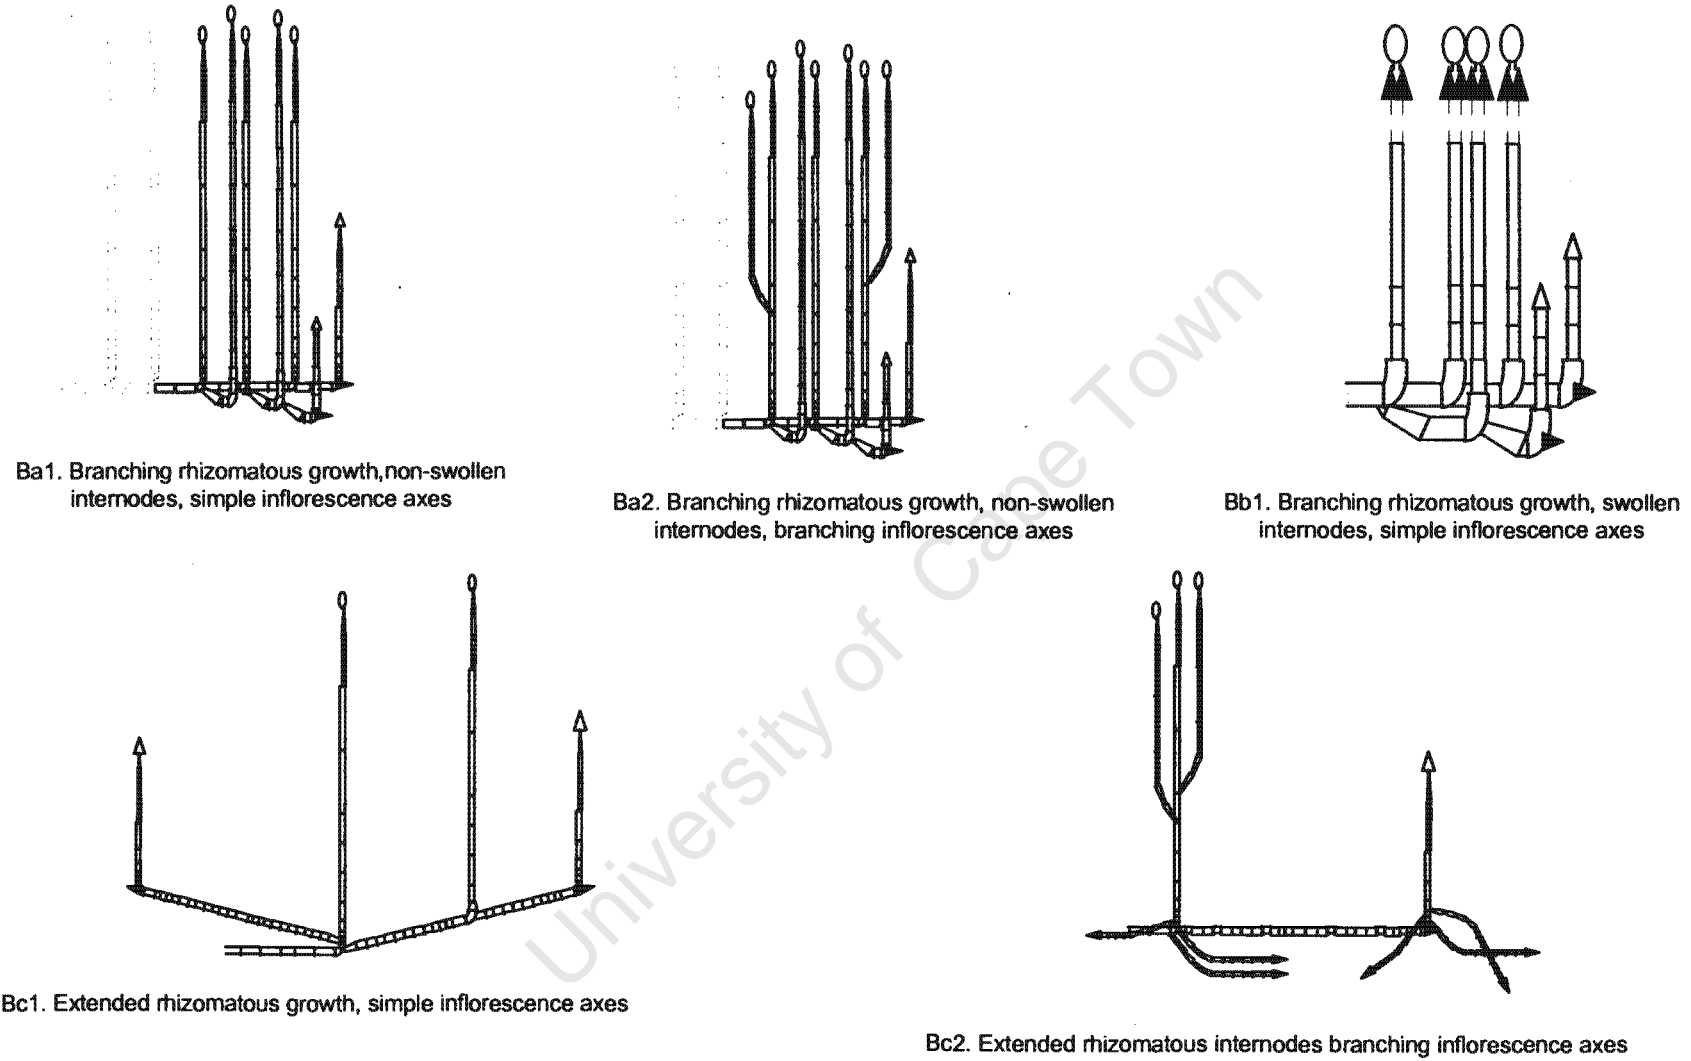 Ba1. Branching rhizomatous growth,non-swollen
internodes, simple inflorescence axes
Ba2. Branching rhizomatous growth, non-swollen
internodes, branching inflorescence axes
Bb1. Branching rhizomatous growth, swollen
internodes, simple inflorescence axes
University of Cape Town
Bc1. Extended rhizomatous growth, simple inflorescence axes
Bc2. Extended rhizomatous internodes branching inflorescence axes